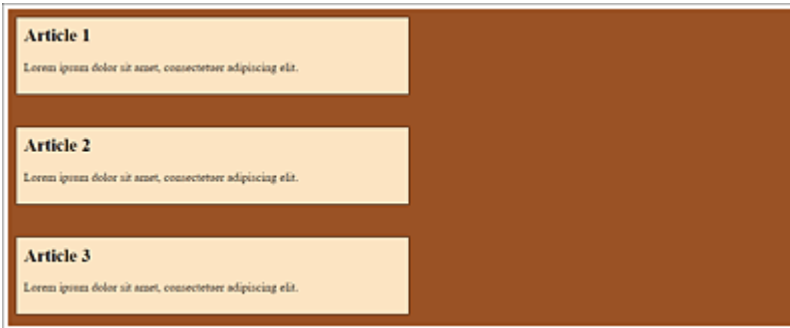 Article 1
Lorem ipsum dolor sit amet, consectetuer adipiscing elit.
Article 2
Lorem ipsum dolor sit amet, consectetuer adipiscing elit.
Article 3
Lorem ipsum dolor sit amet, consectetuer adipiscing elit.